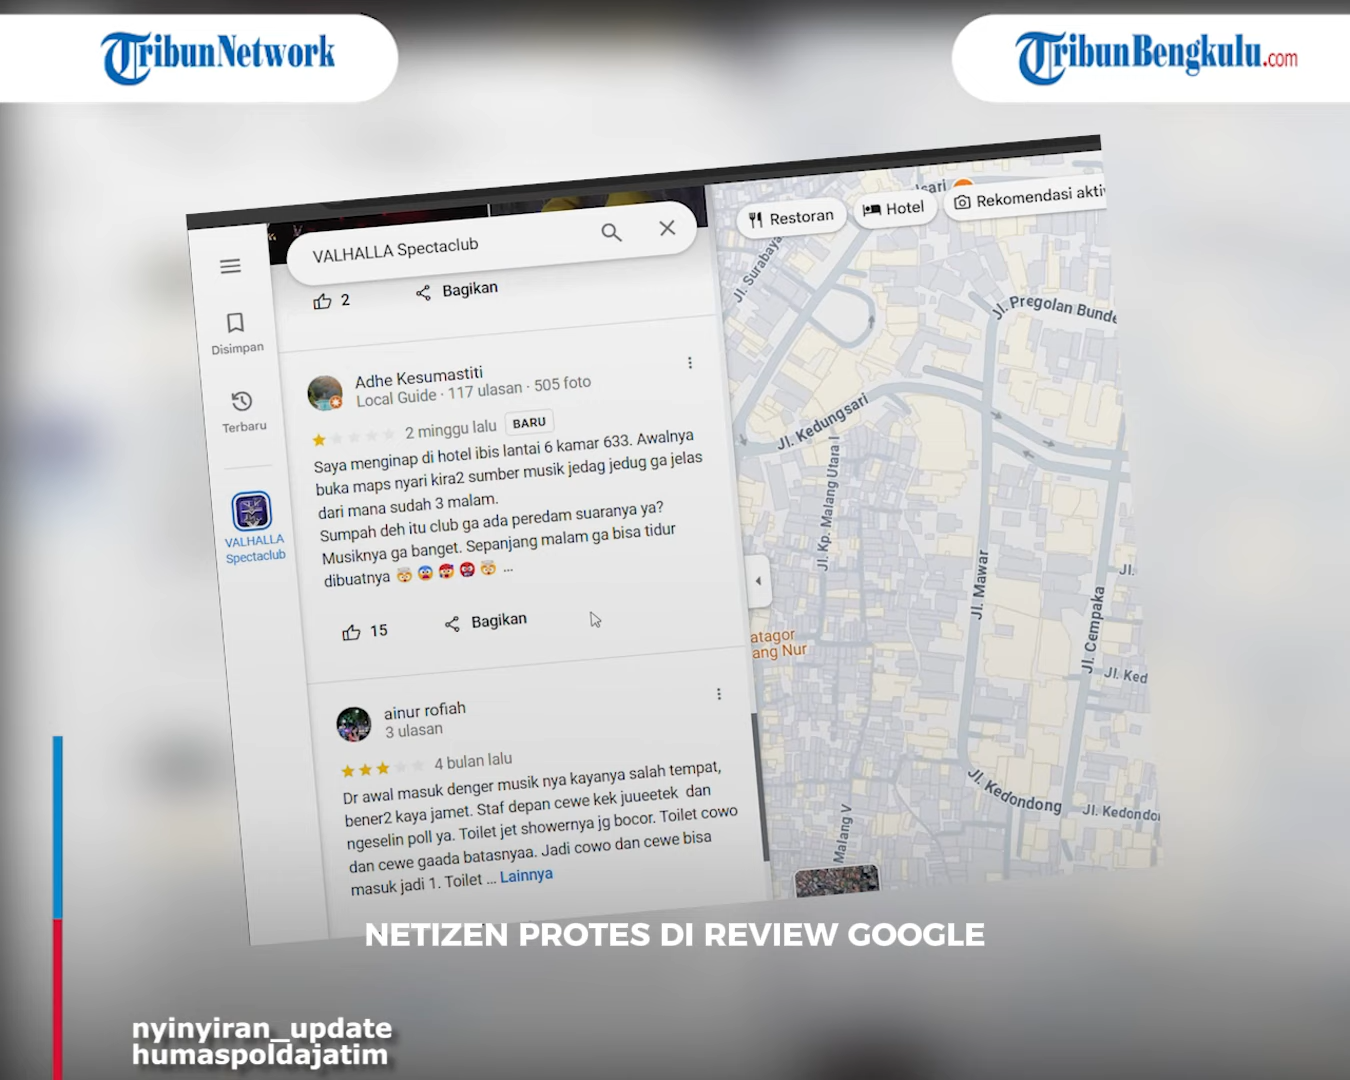 TribunNetwork
TribunBengkulu.com
VALHALLA Spectaclub
Restoran
Hotel
Rekomendasi akti
Disimpan
Terbaru
VALHALLA
Spectaclub
2 Bagikan
Adhe Kesumastiti
Local Guide · 117 ulasan · 505 foto
2 minggu lalu BARU
Saya menginap di hotel ibis lantai 6 kamar 633. Awalnya
buka maps nyari kira2 sumber musik jedag jedug ga jelas
dari mana sudah 3 malam.
Sumpah deh itu club ga ada peredam suaranya ya?
Musiknya ga banget. Sepanjang malam ga bisa tidur
dibuatnya 🤯😨🥵👹🤯 ...
15 Bagikan
ainur rofiah
3 ulasan
4 bulan lalu
Dr awal masuk denger musik nya kayanya salah tempat,
bener2 kaya jamet. Staf depan cewe kek juueetek dan
ngeselin poll ya. Toilet jet showernya jg bocor. Toilet cowo
dan cewe gaada batasnyaa. Jadi cowo dan cewe bisa
masuk jadi 1. Toilet ... Lainnya
sari
Jl. Surabaya
Jl. Pregolan Bunde
Jl. Kedungsari
Jl. Kp. Malang Utara I
Jl. Mawar
Jl. Cempaka
Jl.
atagor
ang Nur
Jl. Ked
Jl. Kedondong
Jl. Kedondo
Malang V
NETIZEN PROTES DI REVIEW GOOGLE
nyinyiran_update
humaspoldajatim